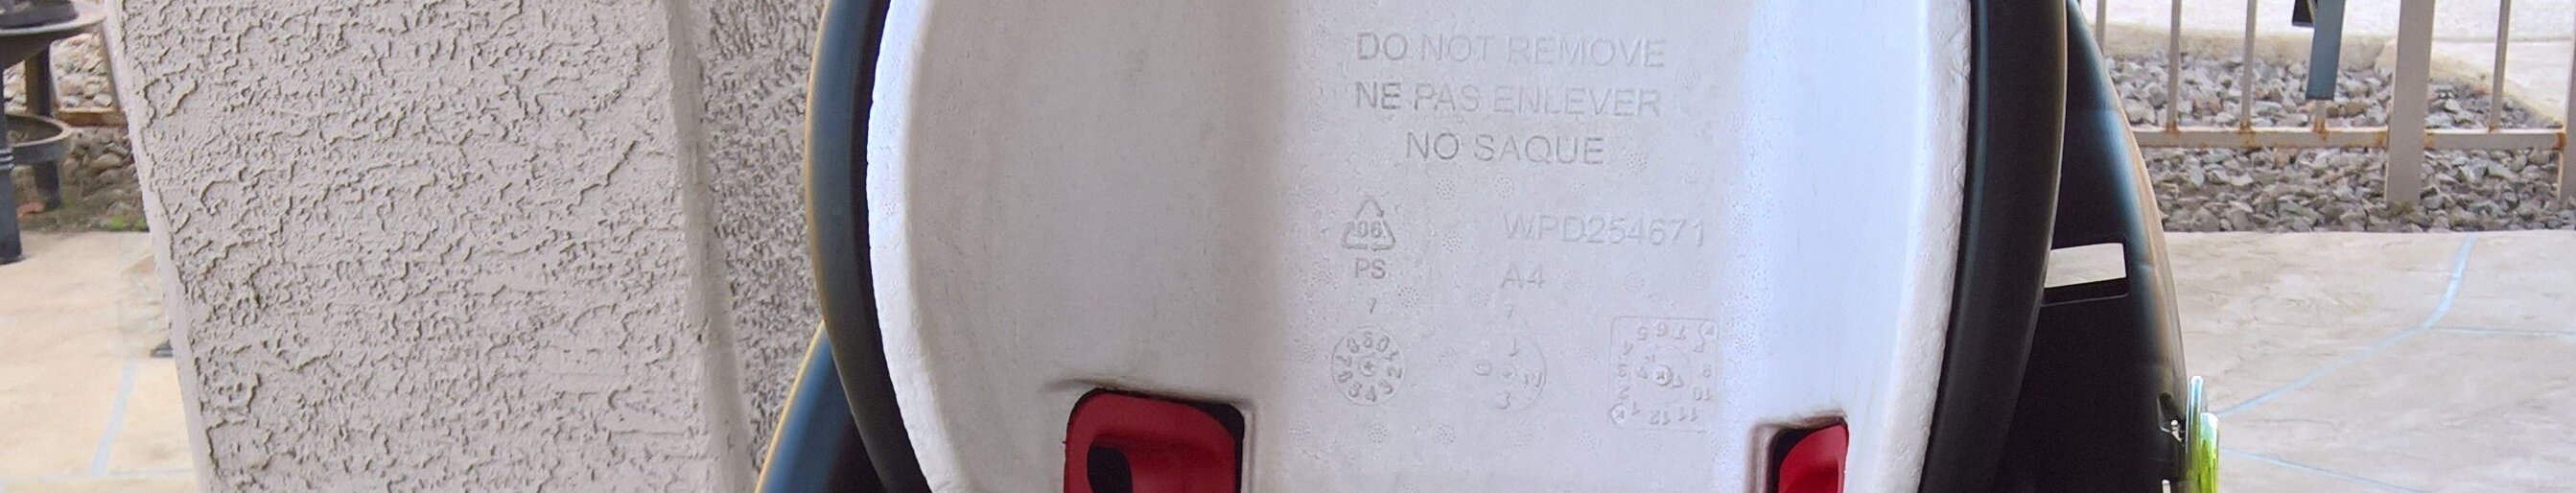 DO NOT REMOVE
NE PAS ENLEVER
NO SAQUE
06
PS
WPD254671
A4